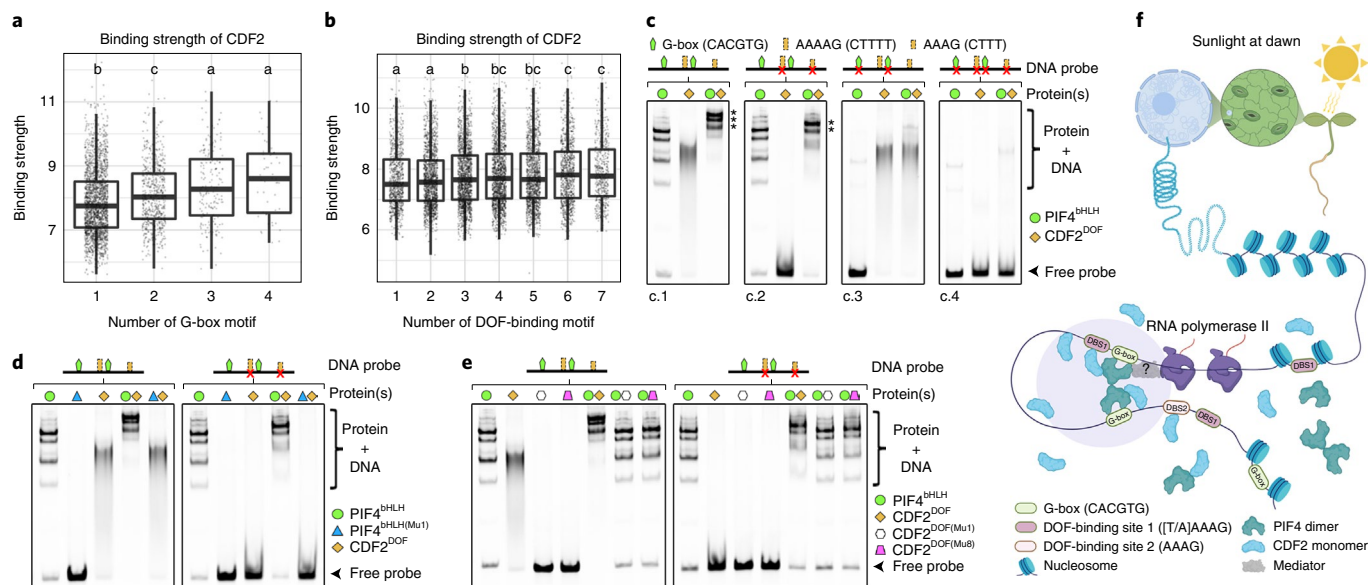 a
Binding strength of CDF2
b c a a
Binding strength
11
9
7
1 2 3 4
Number of G-box motif
b
Binding strength of CDF2
a a b bc bc c c
Binding strength
10
8
6
1 2 3 4 5 6 7
Number of DOF-binding motif
c
G-box (CACGTG) AAAAG (CTTTT) AAAG (CTTT)
DNA probe
Protein(s)
***
**
Protein
+
DNA
PIF4bHLH
CDF2DOF
Free probe
c.1 c.2 c.3 c.4
d
DNA probe
Protein(s)
Protein
+
DNA
PIF4bHLH
PIF4bHLH(Mu1)
CDF2DOF
Free probe
e
DNA probe
Protein(s)
Protein
+
DNA
PIF4bHLH
CDF2DOF
CDF2DOF(Mu1)
CDF2DOF(Mu8)
Free probe
f
Sunlight at dawn
RNA polymerase II
DBS1
G-box
?
DBS1
G-box
DBS2
DBS1
G-box
G-box (CACGTG)
DOF-binding site 1 ([T/A]AAAG)
DOF-binding site 2 (AAAG)
Nucleosome
PIF4 dimer
CDF2 monomer
Mediator